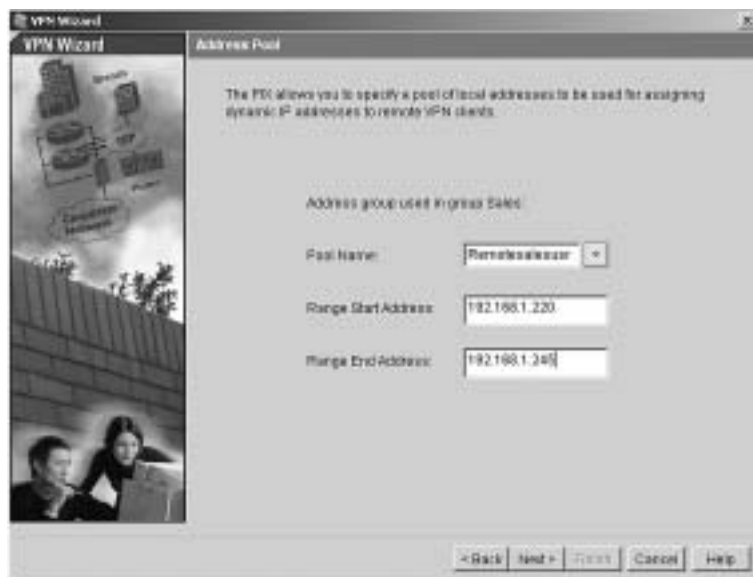 VPN Wizard
VPN Wizard
Address Pool
The PIX allows you to specify a pool of local addresses to be used for assigning
dynamic IP addresses to remote VPN clients.
Address group used in group Sales:
Pool Name:
Remotesalesusr
Range Start Address:
192.168.1.220
Range End Address:
192.168.1.245
< Back
Next >
Finish
Cancel
Help